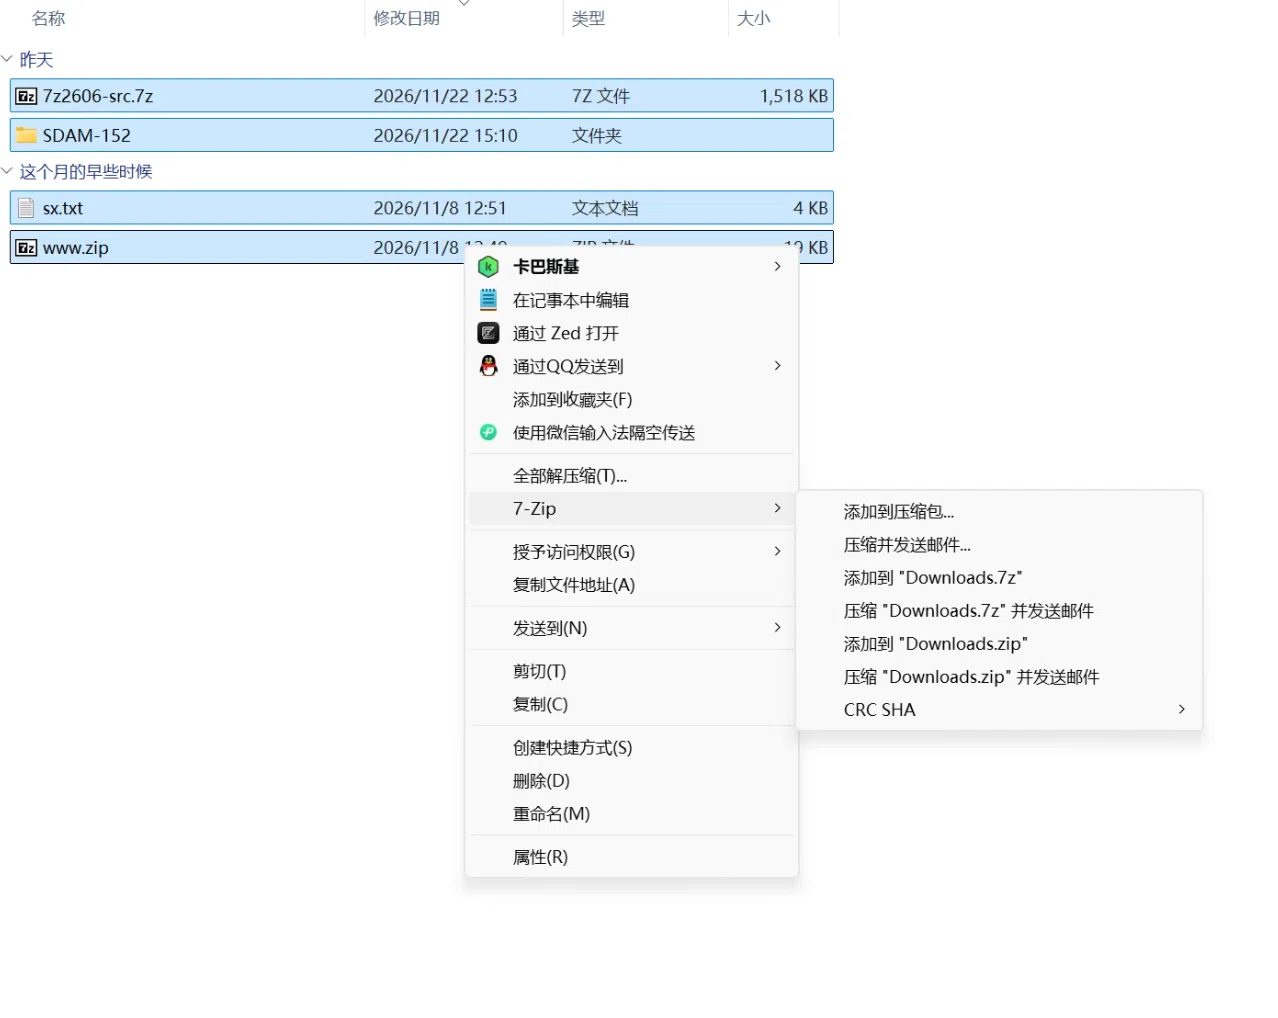 名称 修改日期 类型 大小
昨天
7z2606-src.7z 2026/11/22 12:53 7Z 文件 1,518 KB
SDAM-152 2026/11/22 15:10 文件夹
这个月的早些时候
sx.txt 2026/11/8 12:51 文本文档 4 KB
www.zip 2026/11/8 KB
卡巴斯基
在记事本中编辑
通过 Zed 打开
通过QQ发送到
添加到收藏夹(F)
使用微信输入法隔空传送
全部解压缩(T)...
7-Zip
授予访问权限(G)
复制文件地址(A)
发送到(N)
剪切(T)
复制(C)
创建快捷方式(S)
删除(D)
重命名(M)
属性(R)
添加到压缩包...
压缩并发送邮件...
添加到 "Downloads.7z"
压缩 "Downloads.7z" 并发送邮件
添加到 "Downloads.zip"
压缩 "Downloads.zip" 并发送邮件
CRC SHA